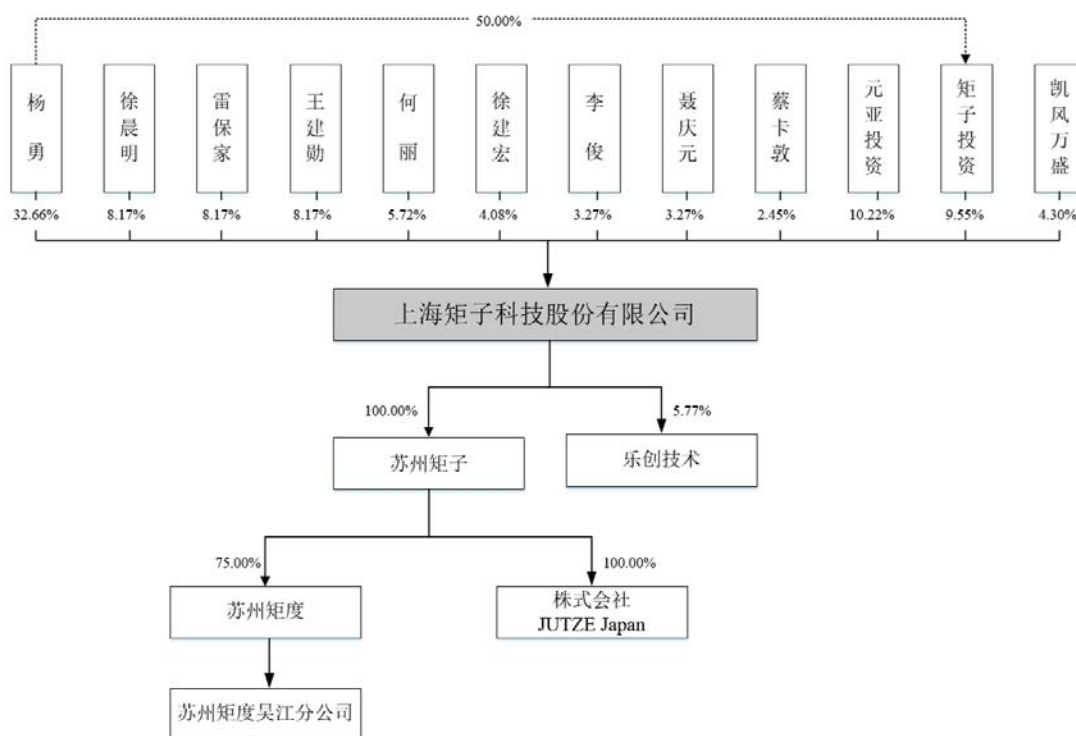 50.00%
杨勇
徐晨明
雷保家
王建勋
何丽
徐建宏
李俊
聂庆元
蔡卡敦
元亚投资
矩子投资
凯风万盛
32.66%
8.17%
8.17%
8.17%
5.72%
4.08%
3.27%
3.27%
2.45%
10.22%
9.55%
4.30%
上海矩子科技股份有限公司
100.00%
5.77%
苏州矩子
乐创技术
75.00%
100.00%
苏州矩度
株式会社
JUTZE Japan
苏州矩度吴江分公司